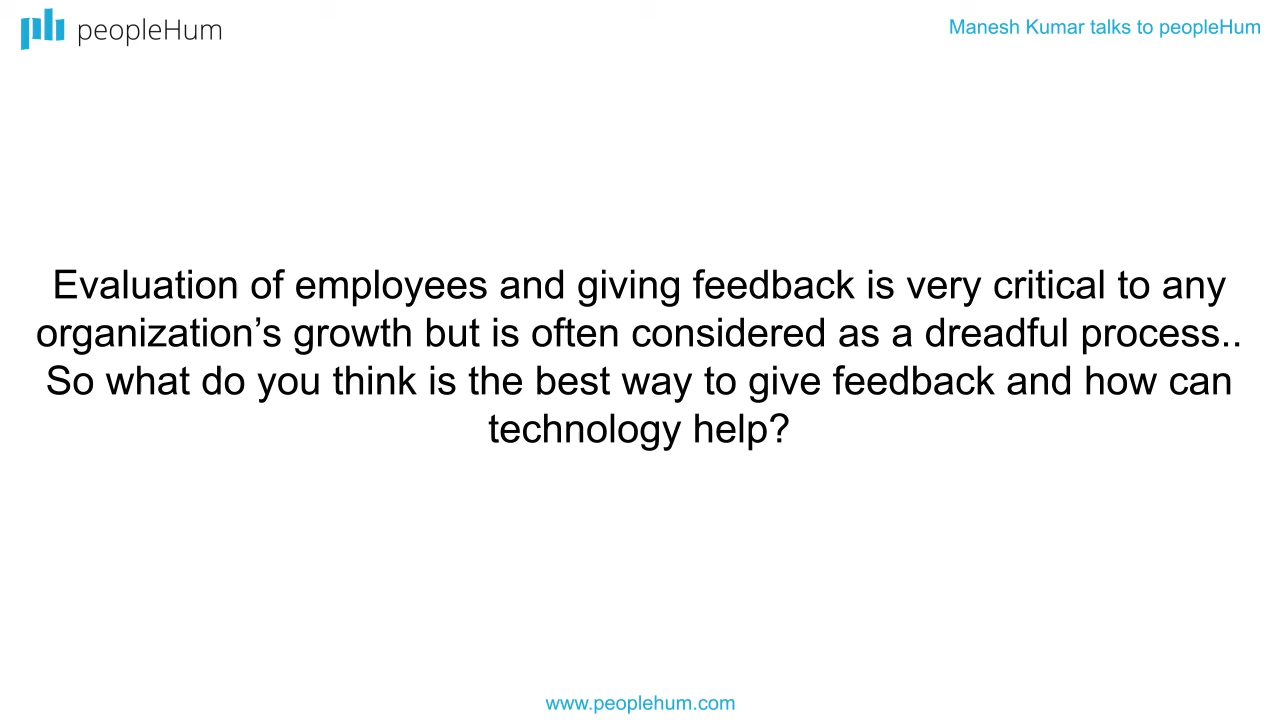 peopleHum
Manesh Kumar talks to peopleHum
Evaluation of employees and giving feedback is very critical to any
organization’s growth but is often considered as a dreadful process..
So what do you think is the best way to give feedback and how can
technology help?
www.peoplehum.com